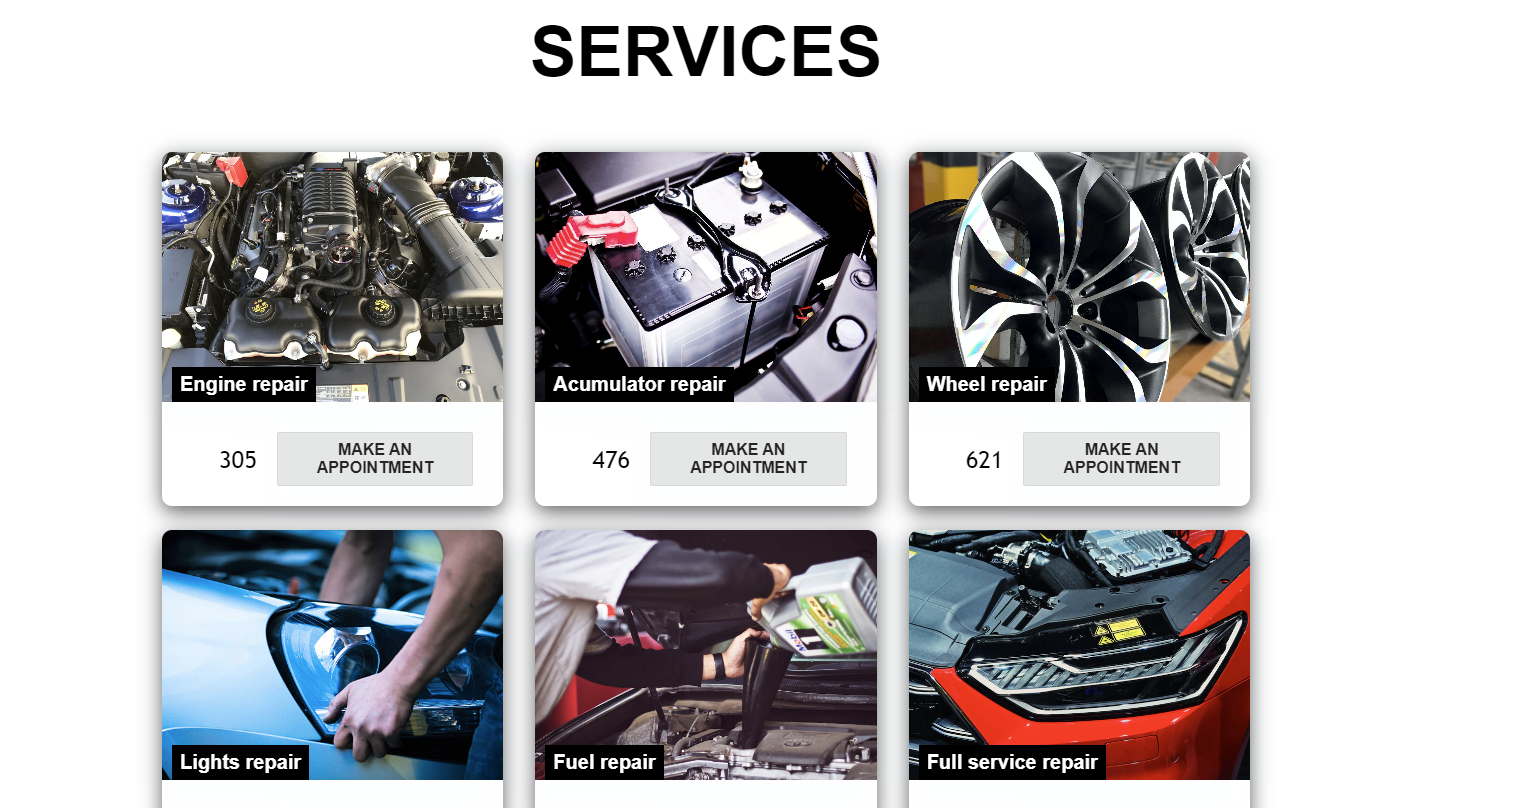 SERVICES
Engine repair
Acumulator repair
Wheel repair
305
MAKE AN
APPOINTMENT
476
MAKE AN
APPOINTMENT
621
MAKE AN
APPOINTMENT
Lights repair
Fuel repair
Full service repair